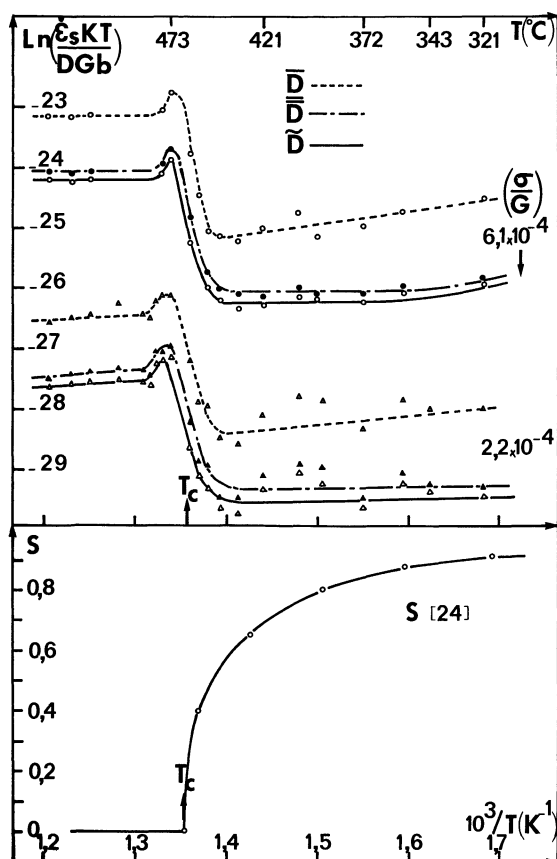 Ln(ε̇sKT/DGb)
473 421 372 343 321 T(°C)
D̄
D̿
D̃
-23
-24
-25
-26
-27
-28
-29
(σ/G)
6,1x10-4
2,2x10-4
Tc
S
0,8
0,6
0,4
0,2
0
S [24]
Tc
10³/T(K-1)
1,2 1,3 1,4 1,5 1,6 1,7